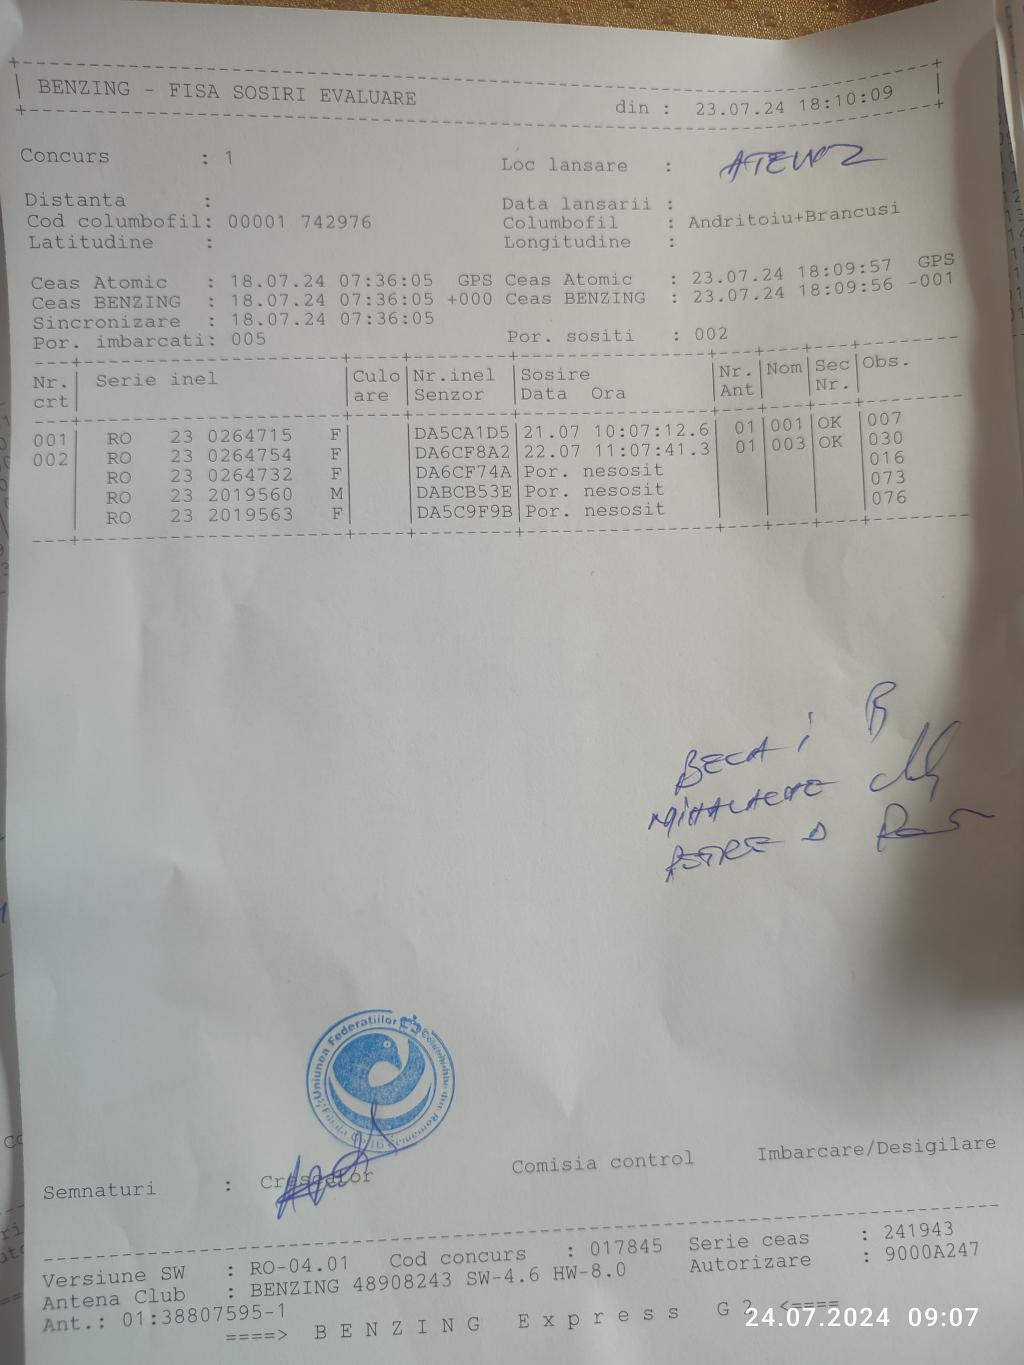 BENZING - FISA SOSIRI EVALUARE din : 23.07.24 18:10:09
Concurs : 1 Loc lansare :
Distanta : Data lansarii :
Cod columbofil: 00001 742976 Columbofil : Andritoiu+Brancusi
Latitudine : Longitudine :
Ceas Atomic : 18.07.24 07:36:05 GPS Ceas Atomic : 23.07.24 18:09:57 GPS
Ceas BENZING : 18.07.24 07:36:05 +000 Ceas BENZING : 23.07.24 18:09:56 -001
Sincronizare : 18.07.24 07:36:05
Por. imbarcati: 005 Por. sositi : 002
Nr. Serie inel Culo Nr.inel Sosire Nr. Nom Sec Obs.
crt are Senzor Data Ora Ant Nr.
001 RO 23 0264715 F DA5CA1D5 21.07 10:07:12.6 01 001 OK 007
002 RO 23 0264754 F DA6CF8A2 22.07 11:07:41.3 01 003 OK 030
RO 23 0264732 F DA6CF74A Por. nesosit 016
RO 23 2019560 M DABCB53E Por. nesosit 073
RO 23 2019563 F DA5C9F9B Por. nesosit 076
BECA i
MIHALACHE
D
Uniunea Federatiilor
Semnaturi : Crescator Comisia control Imbarcare/Desigilare
Versiune SW : RO-04.01 Cod concurs : 017845 Serie ceas : 241943
Antena Club : BENZING 48908243 SW-4.6 HW-8.0 Autorizare : 9000A247
Ant.: 01:38807595-1
====> B E N Z I N G E x p r e s s G 2 <====
24.07.2024 09:07